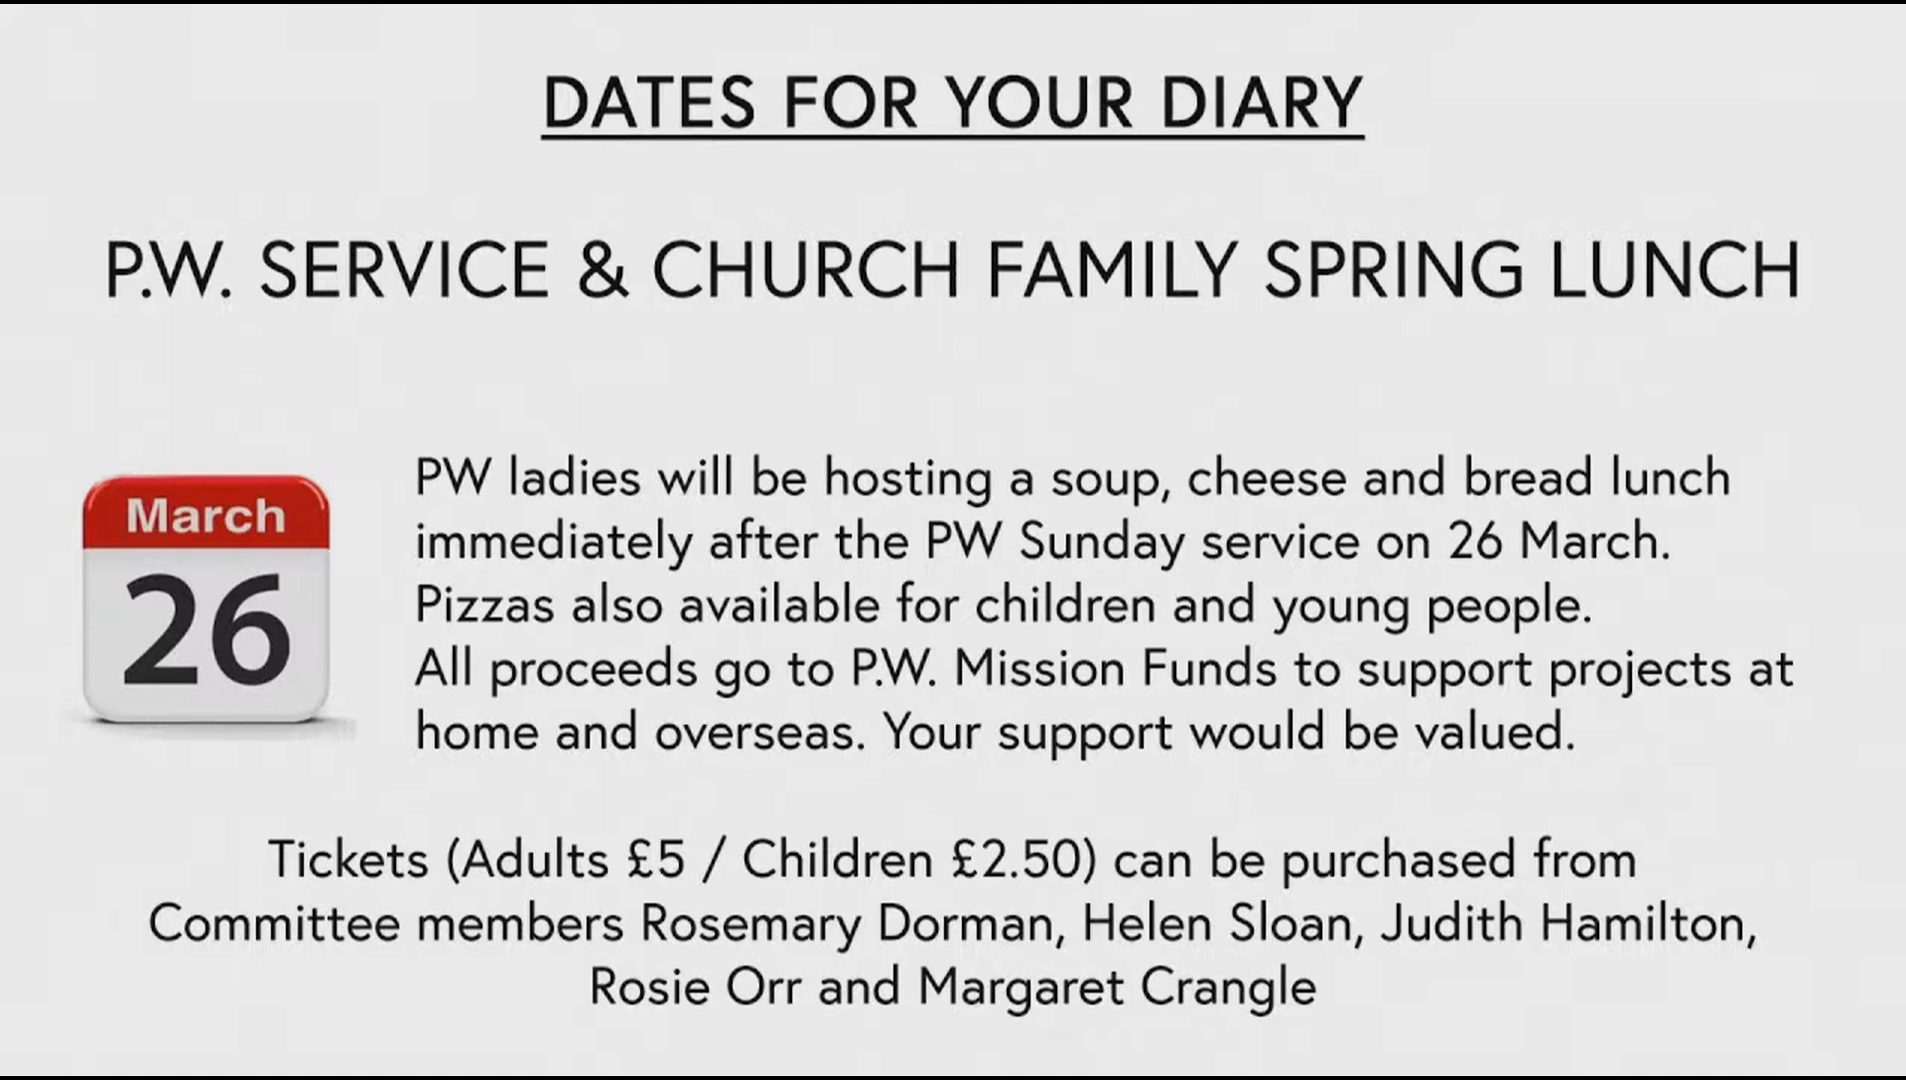 DATES FOR YOUR DIARY
P.W. SERVICE & CHURCH FAMILY SPRING LUNCH
March
26
PW ladies will be hosting a soup, cheese and bread lunch
immediately after the PW Sunday service on 26 March.
Pizzas also available for children and young people.
All proceeds go to P.W. Mission Funds to support projects at
home and overseas. Your support would be valued.
Tickets (Adults £5 / Children £2.50) can be purchased from
Committee members Rosemary Dorman, Helen Sloan, Judith Hamilton,
Rosie Orr and Margaret Crangle